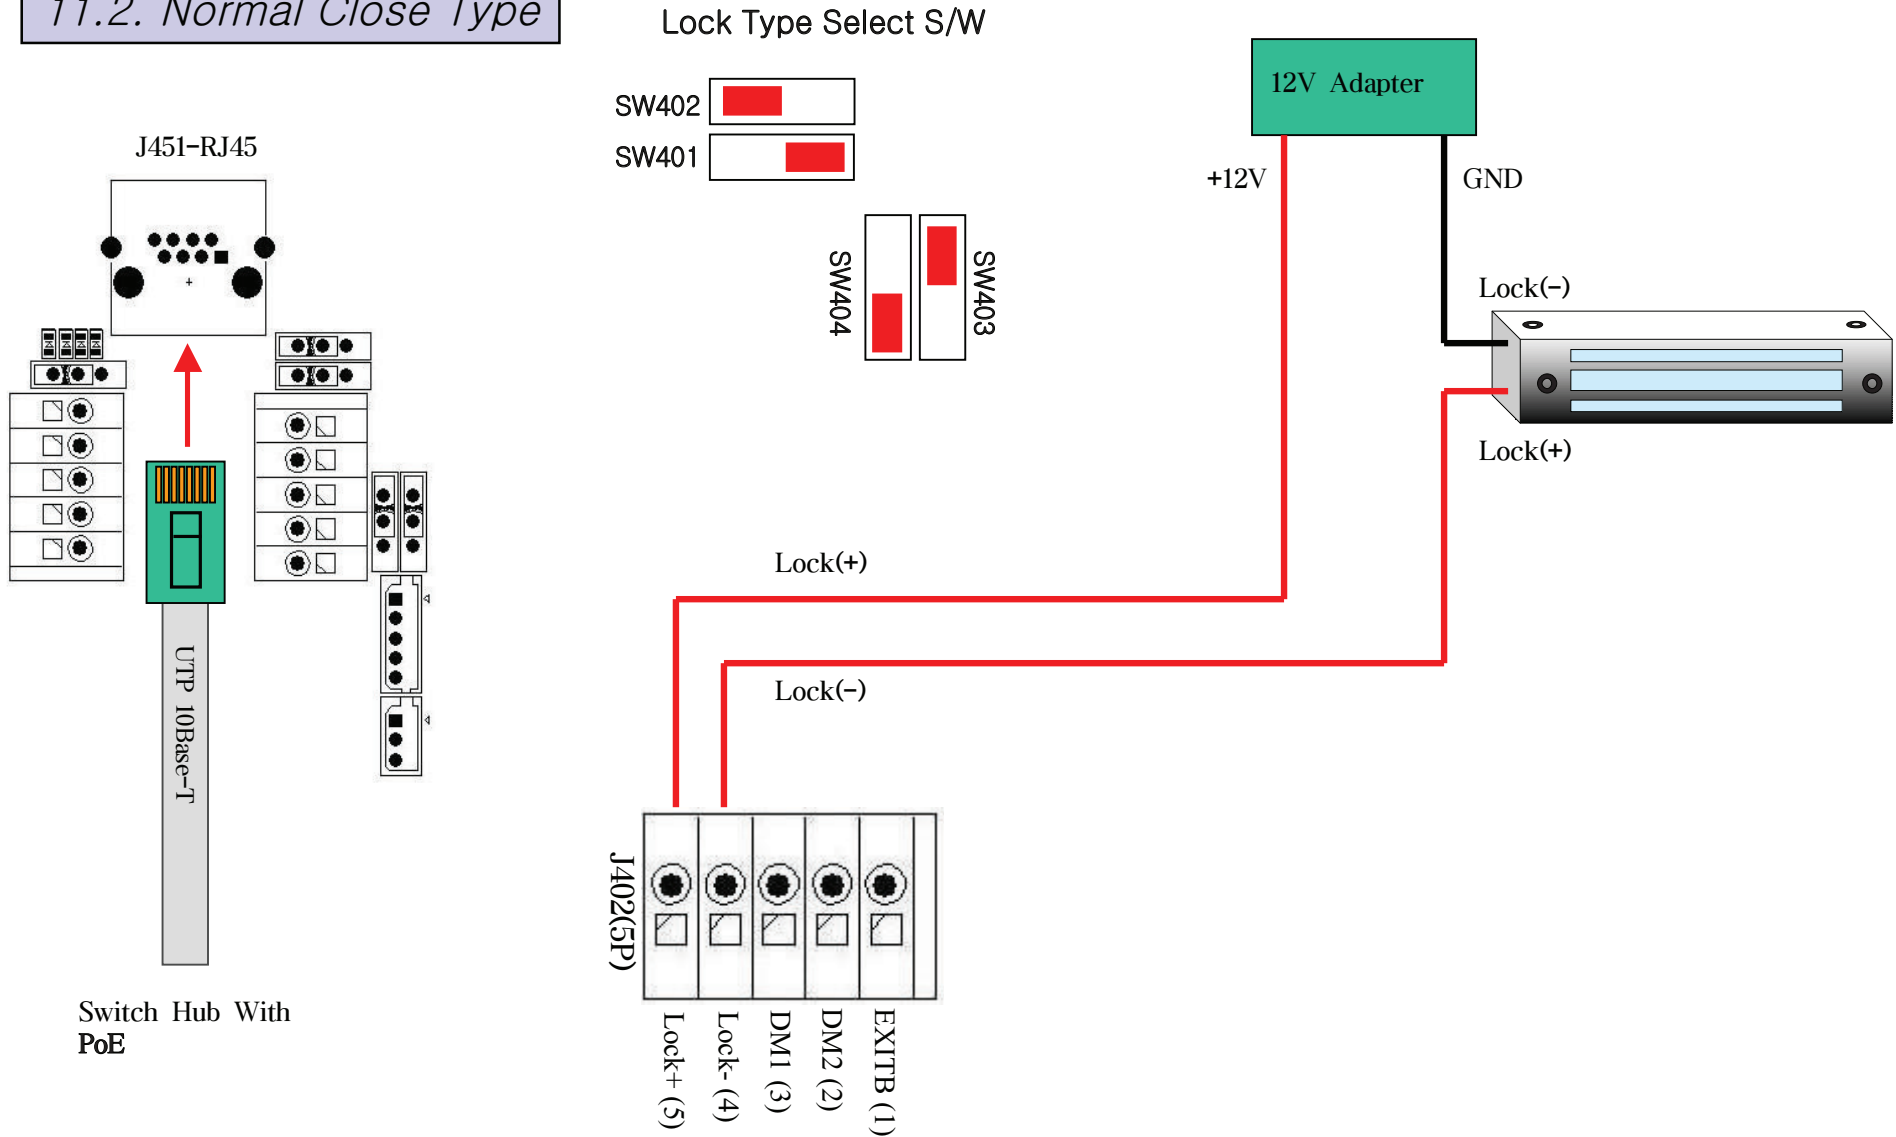 11.2. Normal Close Type
Lock Type Select S/W
SW402
SW401
SW404
SW403
J451-RJ45
UTP 10Base-T
Switch Hub With
PoE
12V Adapter
+12V
GND
Lock(-)
Lock(+)
Lock(+)
Lock(-)
J402(5P)
Lock+ (5)
Lock- (4)
DM1 (3)
DM2 (2)
EXITB (1)